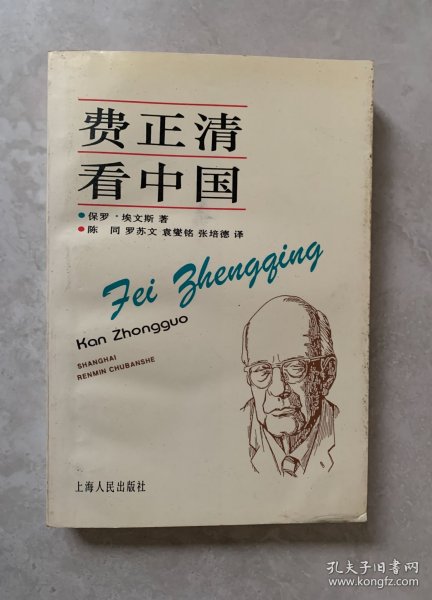 费正清
看中国
保罗·埃文斯 著
陈 同 罗苏文 袁燮铭 张培德 译
Fei Zhengqing
Kan Zhongguo
SHANGHAI
RENMIN CHUBANSHE
上海人民出版社
孔夫子旧书网
www.kongfz.com